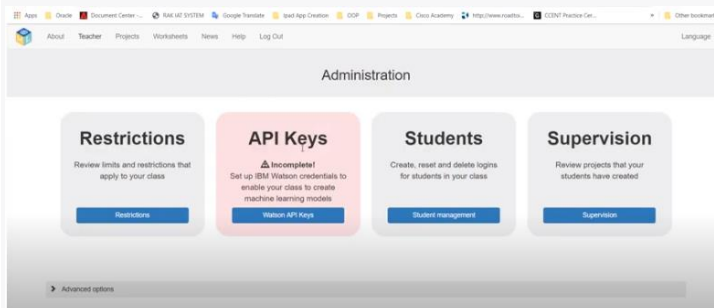 Apps Oracle Document Center -... RAK IAT SYSTEM Google Translate Ipad App Creation OOP Projects Cisco Academy http://www.roadto... CCENT Practice Cer... » Other bookmark
About Teacher Projects Worksheets News Help Log Out Language
Administration
Restrictions
Review limits and restrictions that
apply to your class
Restrictions
API Keys
Incomplete!
Set up IBM Watson credentials to
enable your class to create
machine learning models
Watson API Keys
Students
Create, reset and delete logins
for students in your class
Student management
Supervision
Review projects that your
students have created
Supervision
Advanced options